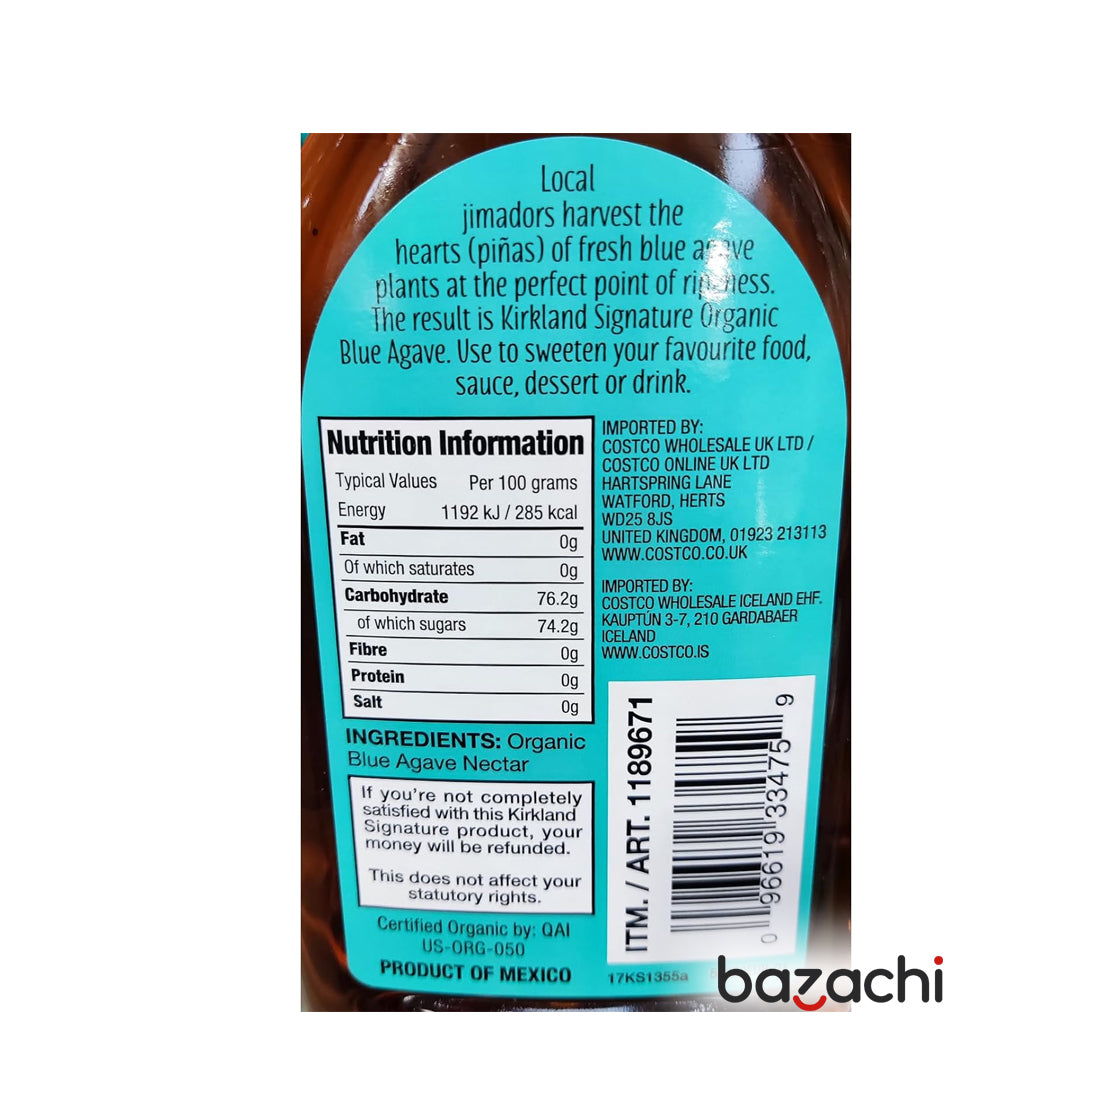 Local
jimadors harvest the
hearts (piñas) of fresh blue agave
plants at the perfect point of ripeness.
The result is Kirkland Signature Organic
Blue Agave. Use to sweeten your favourite food,
sauce, dessert or drink.
Nutrition Information
Typical Values Per 100 grams
Energy 1192 kJ / 285 kcal
Fat 0g
Of which saturates 0g
Carbohydrate 76.2g
of which sugars 74.2g
Fibre 0g
Protein 0g
Salt 0g
INGREDIENTS: Organic
Blue Agave Nectar
If you're not completely
satisfied with this Kirkland
Signature product, your
money will be refunded.
This does not affect your
statutory rights.
Certified Organic by: QAI
US-ORG-050
PRODUCT OF MEXICO
IMPORTED BY:
COSTCO WHOLESALE UK LTD /
COSTCO ONLINE UK LTD
HARTSPRING LANE
WATFORD, HERTS
WD25 8JS
UNITED KINGDOM, 01923 213113
WWW.COSTCO.CO.UK
IMPORTED BY:
COSTCO WHOLESALE ICELAND EHF.
KAUPTÚN 3-7, 210 GARDABAER
ICELAND
WWW.COSTCO.IS
ITM. / ART. 1189671
0 96619 33475 9
17KS1355a
bazachi